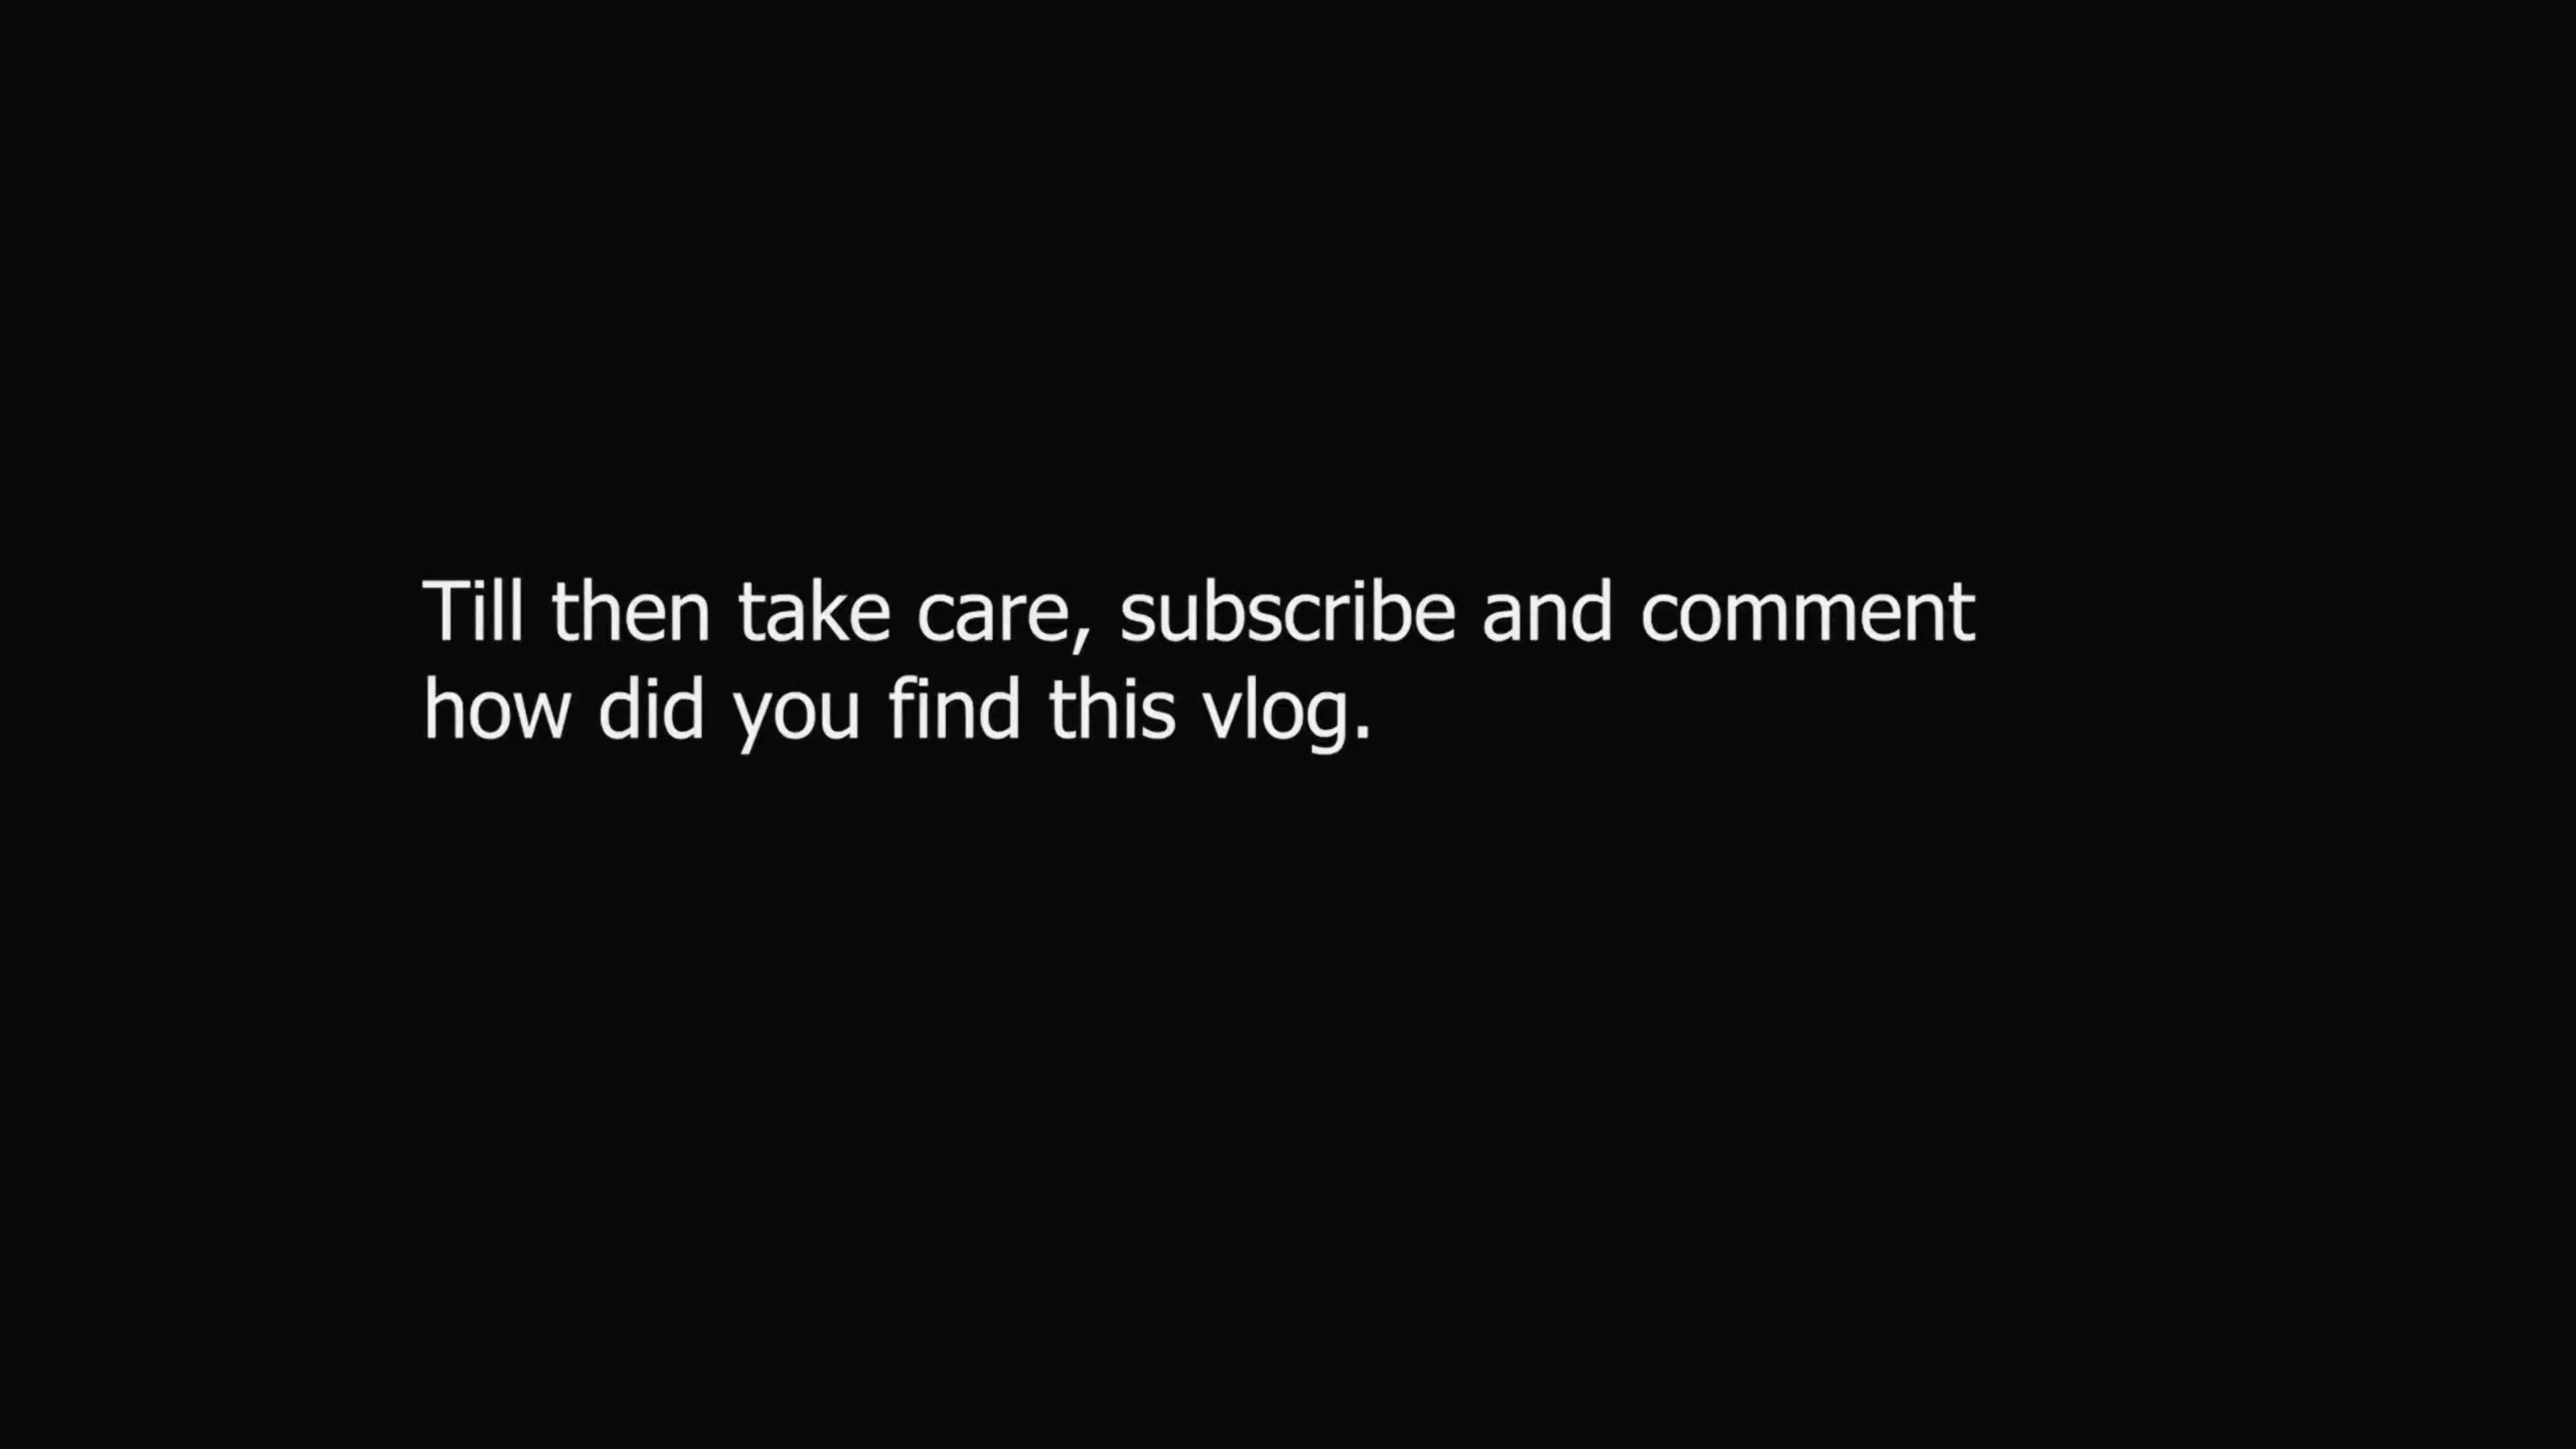 Till then take care, subscribe and comment
how did you find this vlog.